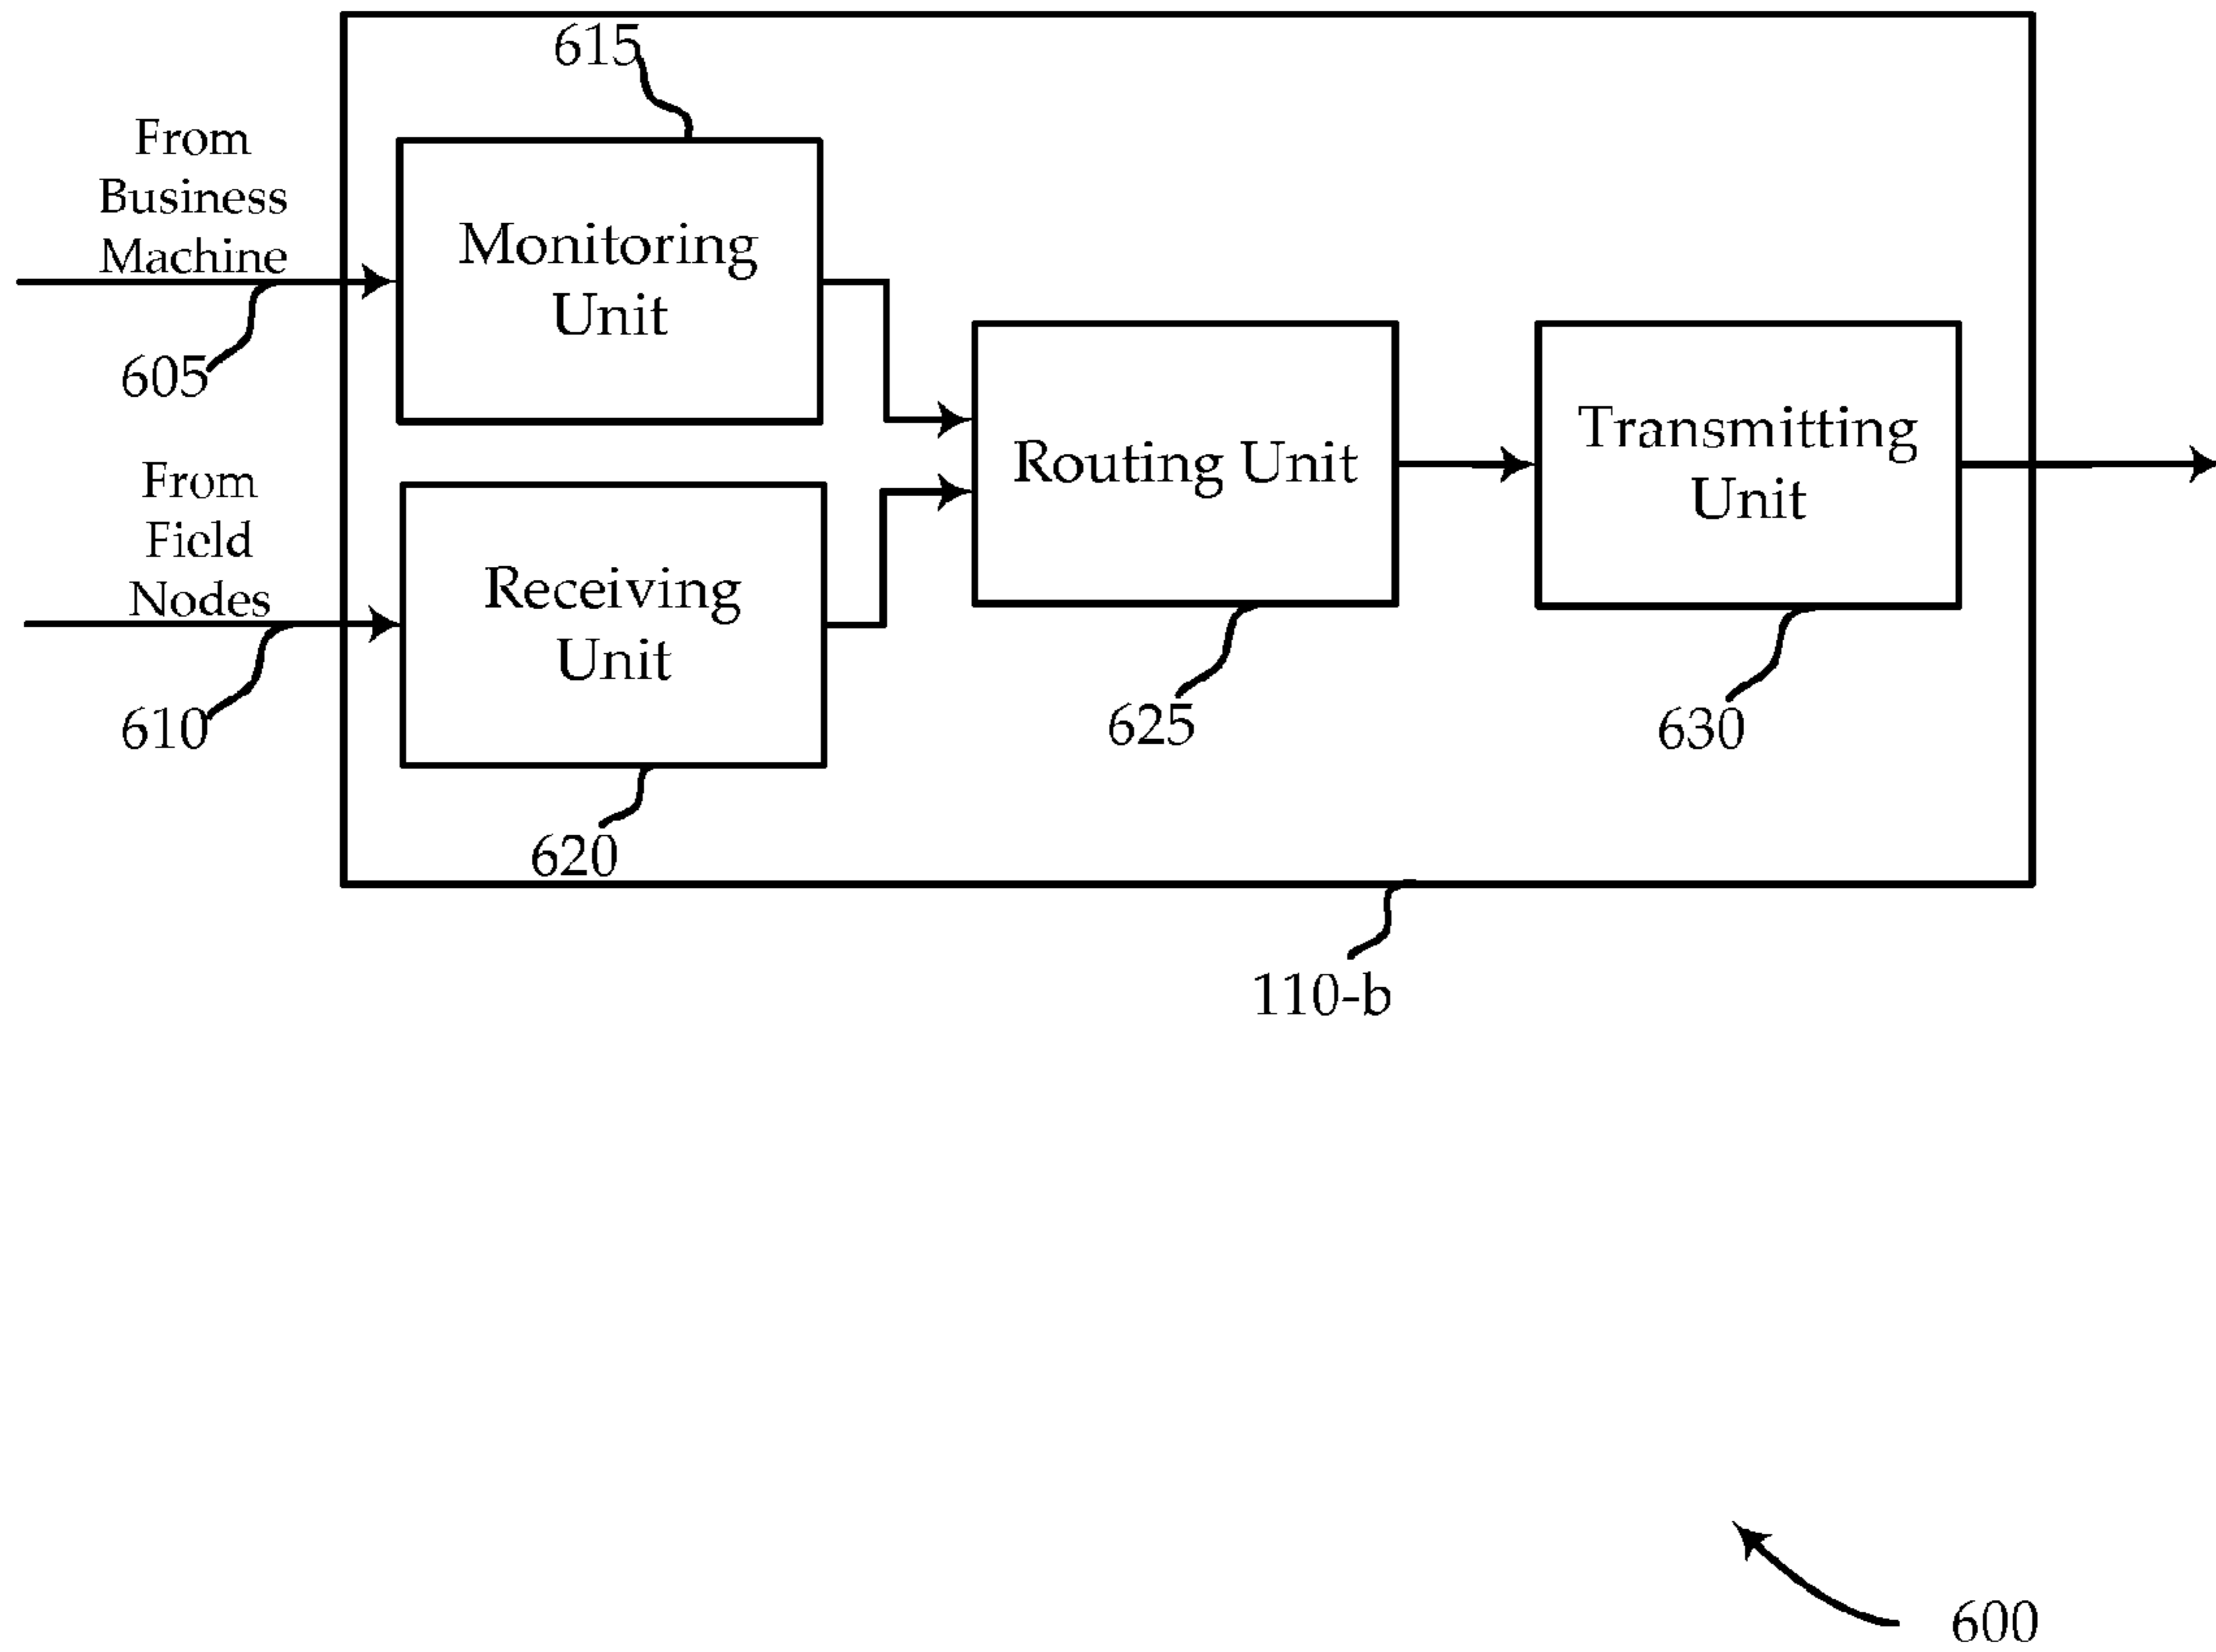 615
From
Business
Machine
Monitoring
Unit
605
From
Field
Nodes
Receiving
Unit
Routing Unit
Transmitting
Unit
610
625
630
620
110-b
600